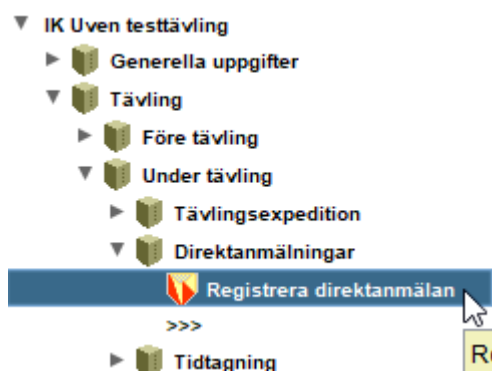 IK Uven testtävling
Generella uppgifter
Tävling
Före tävling
Under tävling
Tävlingsexpedition
Direktanmälningar
Registrera direktanmälan
>>>
Tidtagning